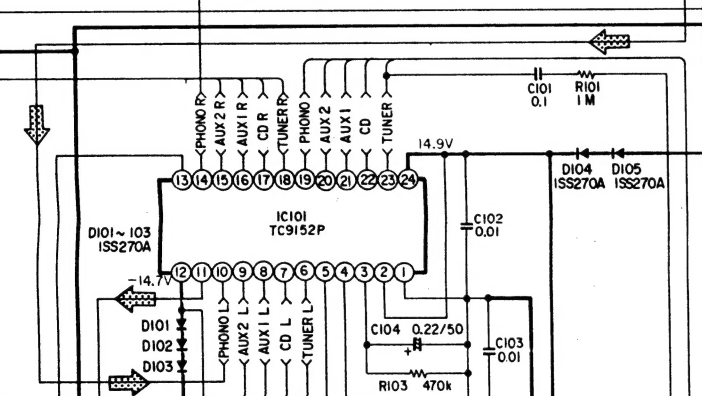 C101
0.1
R101
1M
PHONO R
AUX2 R
AUX1 R
CD R
TUNER R
PHONO
AUX2
AUX1
CD
TUNER
14.9V
13 14 15 16 17 18 19 20 21 22 23 24
D104
1SS270A
D105
1SS270A
IC101
TC9152P
D101~103
1SS270A
C102
0.01
-14.7V
12 11 10 9 8 7 6 5 4 3 2 1
PHONO L
AUX2 L
AUX1 L
CD L
TUNER L
D101
D102
D103
C104 0.22/50
+
C103
0.01
R103 470k